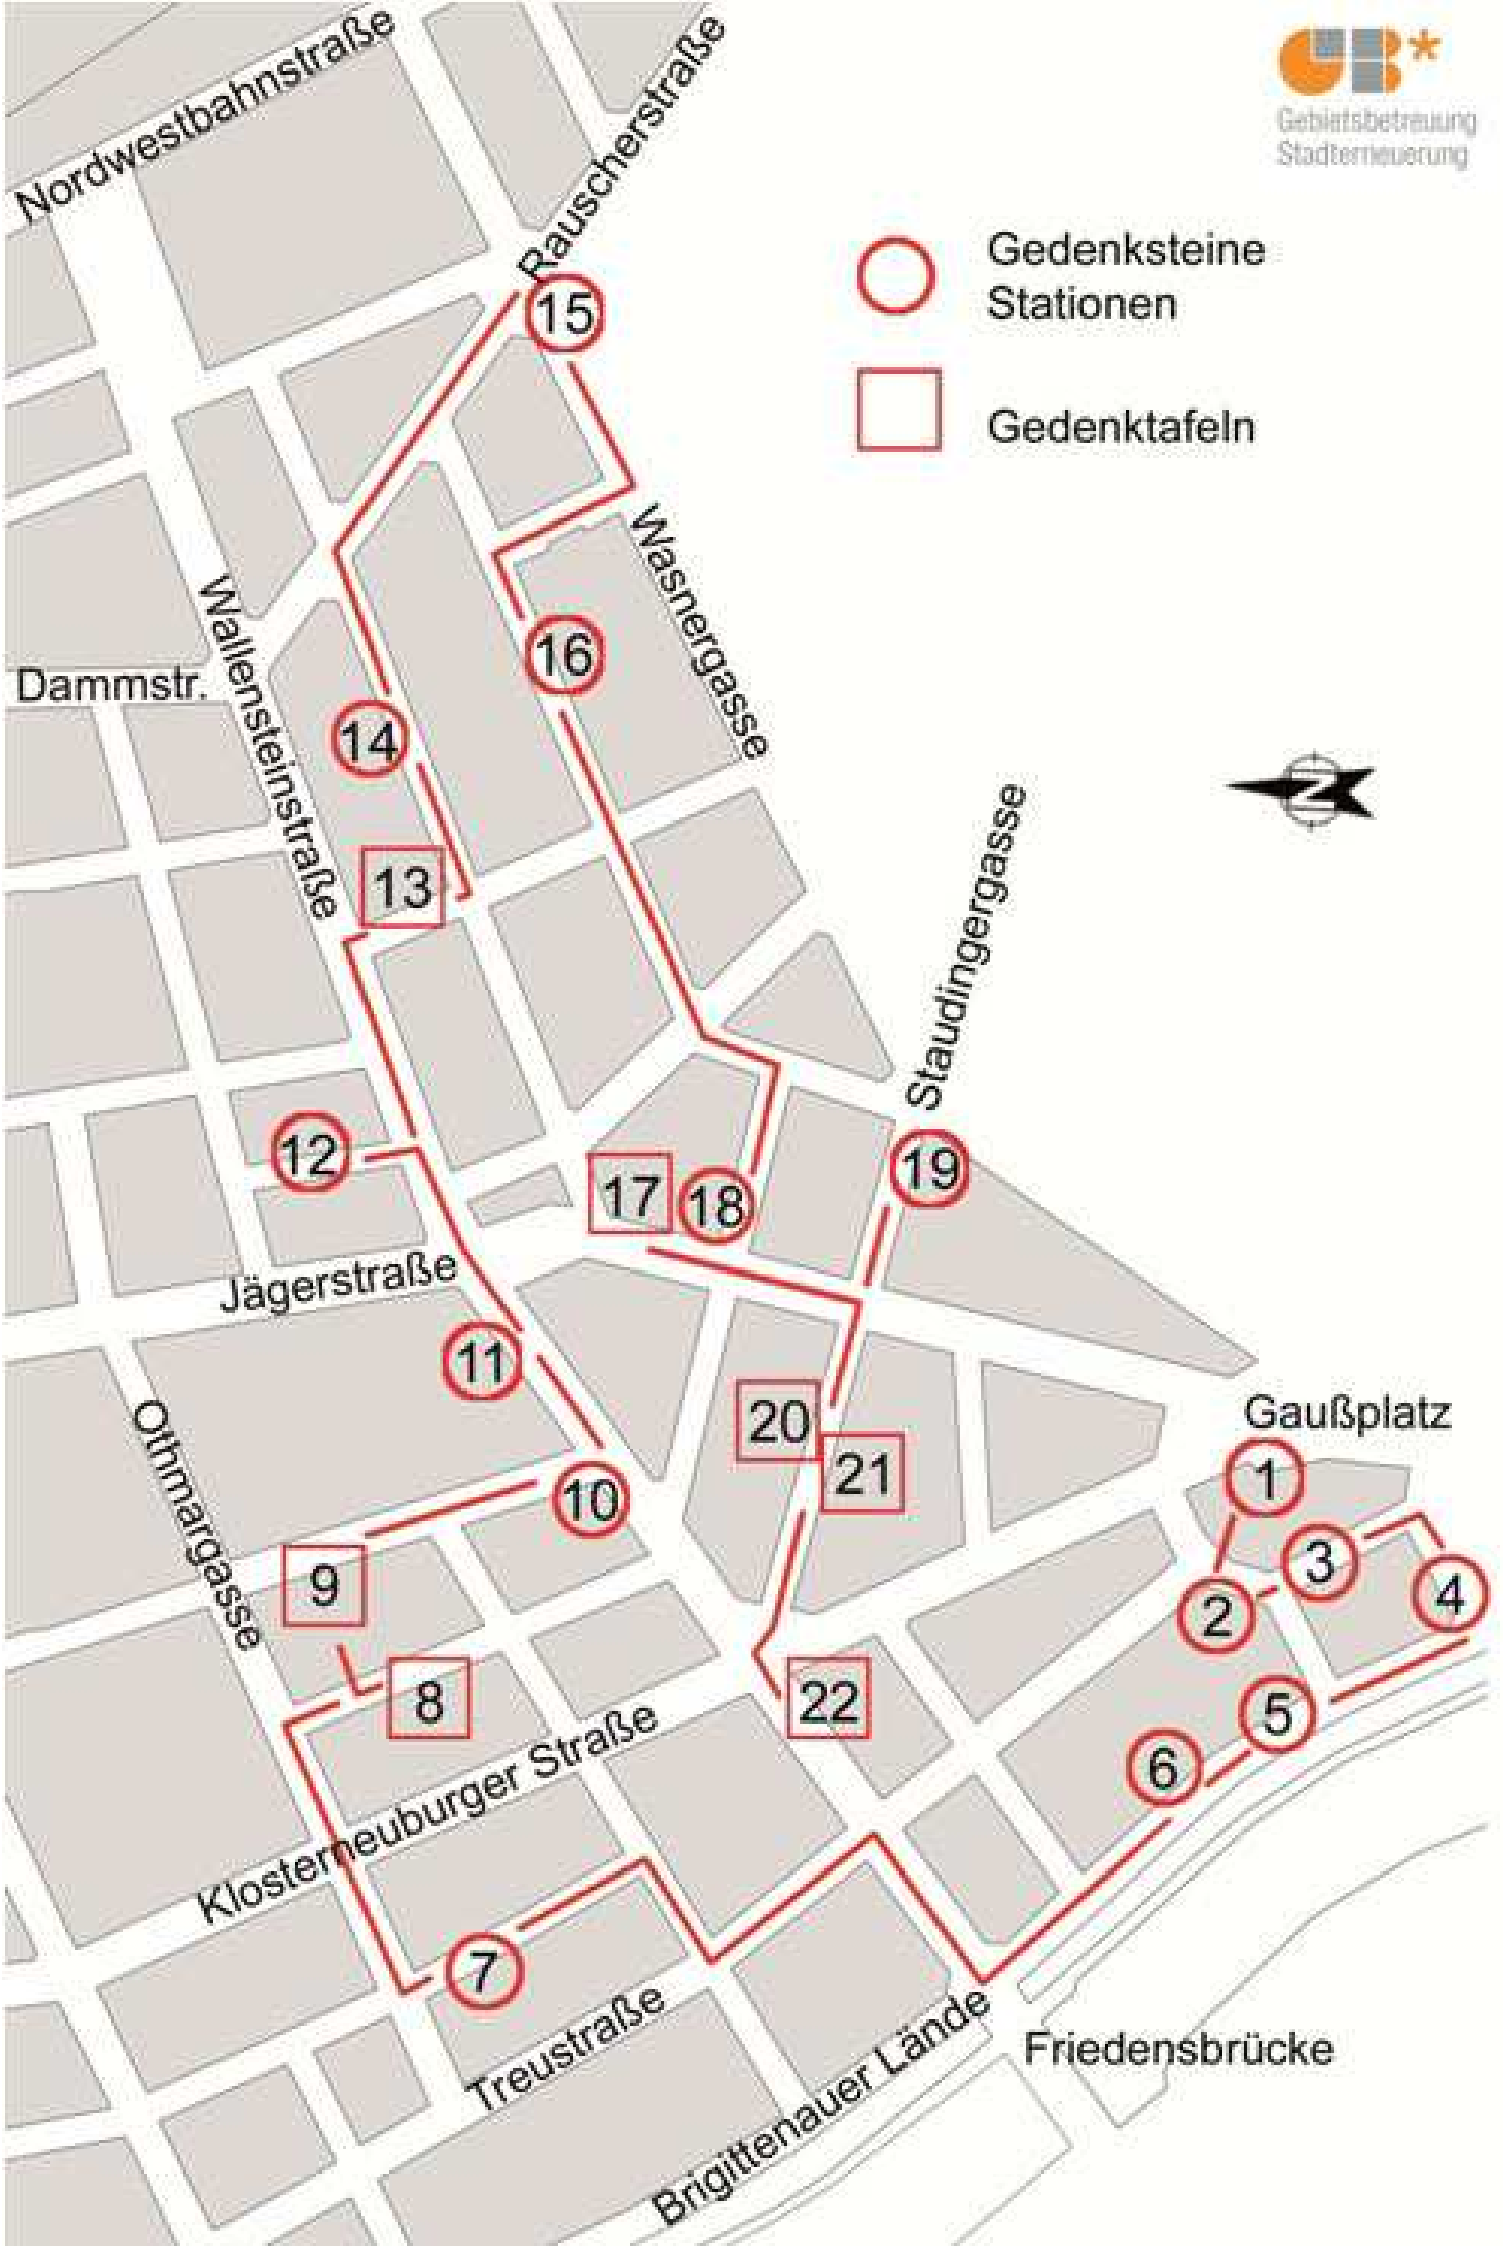 Nordwestbahnstraße
Rauscherstraße
Gebietsbetreuung
Stadterneuerung
Gedenksteine
Stationen
Gedenktafeln
15
Wasnergasse
Wallensteinstraße
16
Dammstr.
14
N
13
Staudingergasse
12
17
18
19
Jägerstraße
11
Othmargasse
10
9
20
21
Gaußplatz
1
2
3
4
8
22
5
6
Klosterneuburger Straße
7
Treustraße
Brigittenauer Lände
Friedensbrücke